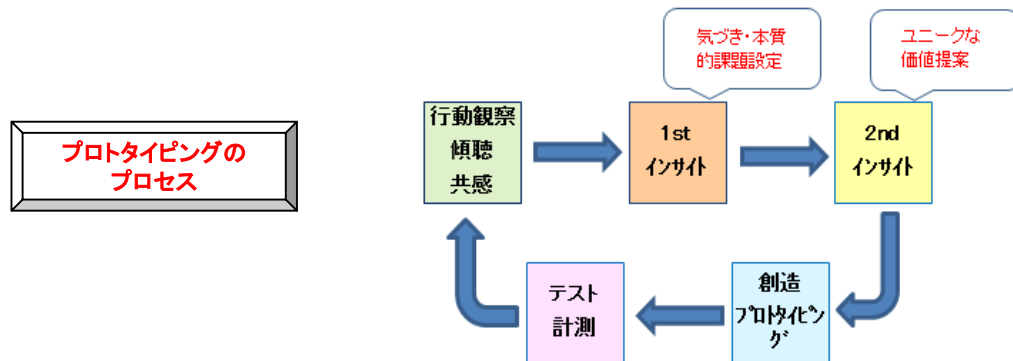 プロトタイピングの
プロセス
気づき・本質
的課題設定
ユニークな
価値提案
行動観察
傾聴
共感
1st
インサイト
2nd
インサイト
創造
プロトタイピン
グ
テスト
計測